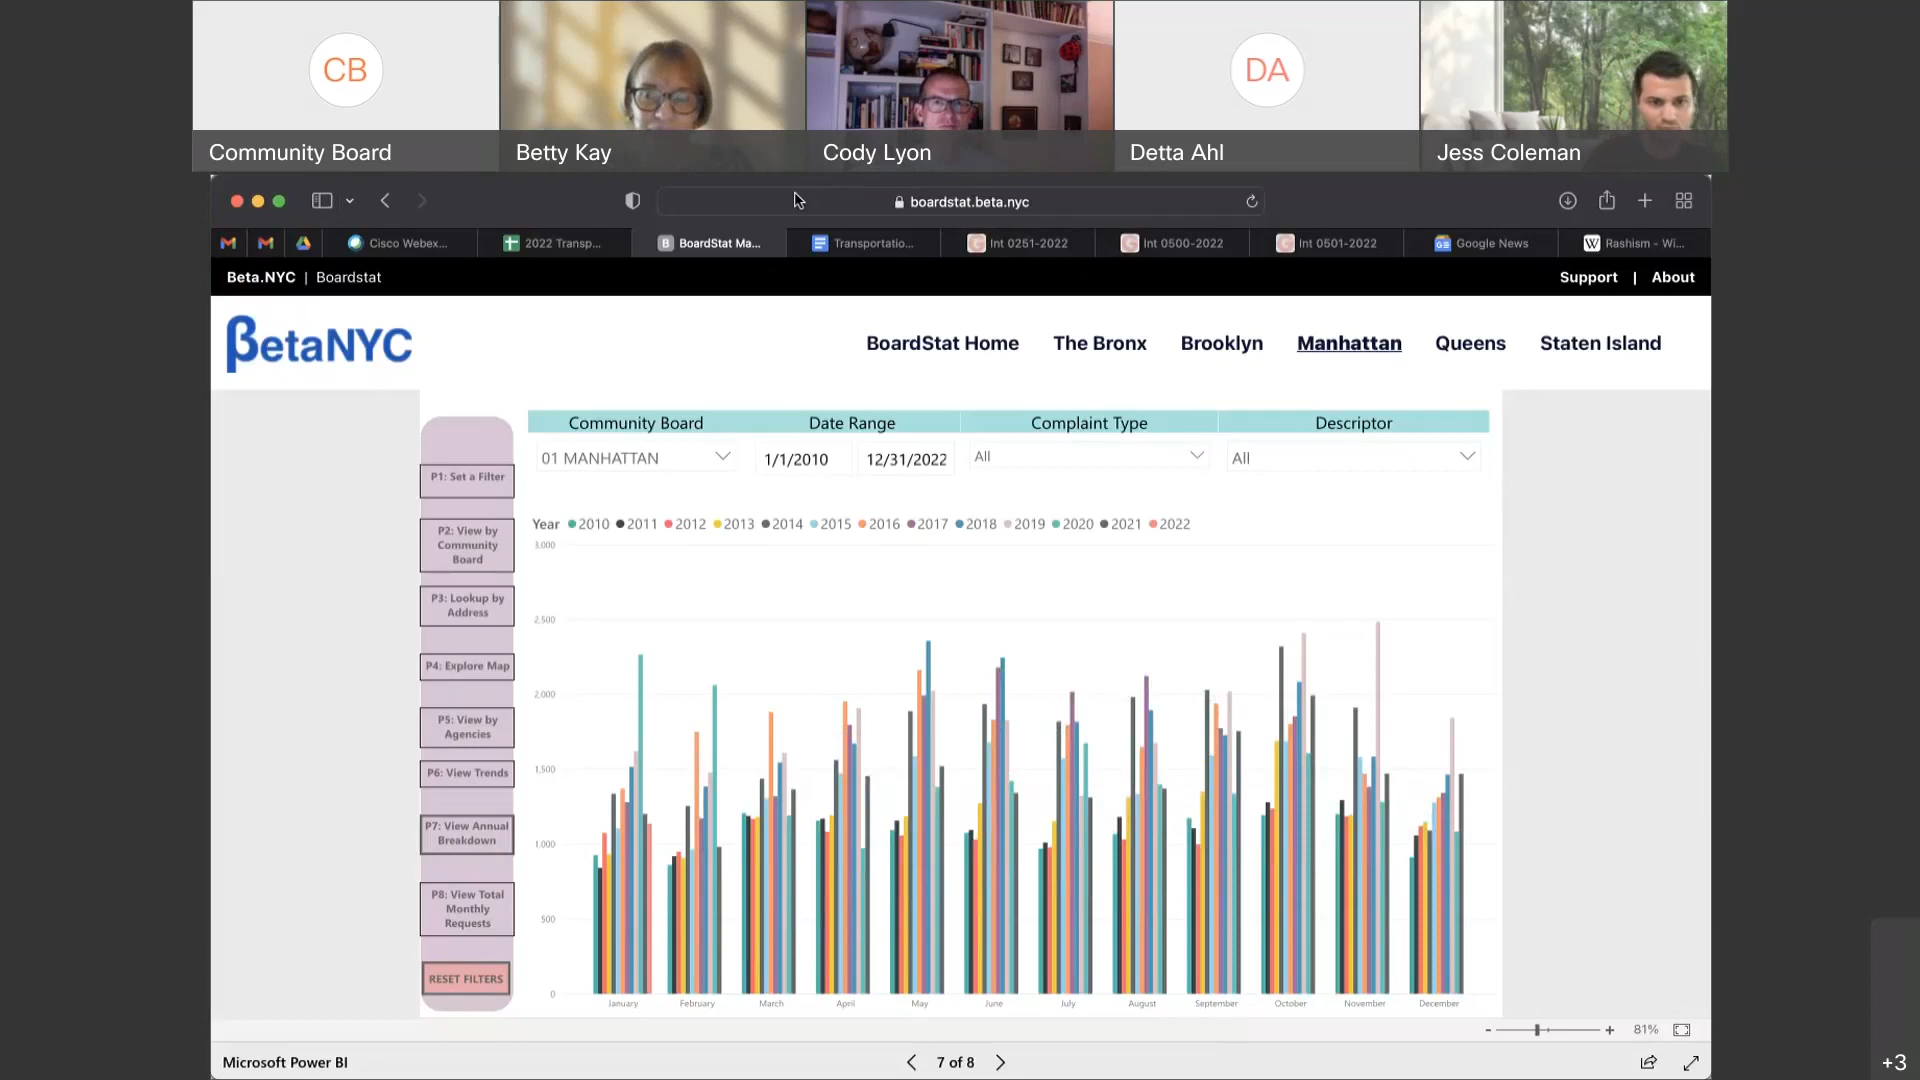 CB
DA
Community Board
Betty Kay
Cody Lyon
Detta Ahl
Jess Coleman
boardstat.beta.nyc
Cisco Webex...
2022 Transp...
BoardStat Ma...
Transportatio...
Int 0251-2022
Int 0500-2022
Int 0501-2022
Google News
Rashism - Wi...
Beta.NYC | Boardstat
Support | About
βetaNYC
BoardStat Home
The Bronx
Brooklyn
Manhattan
Queens
Staten Island
Community Board
Date Range
Complaint Type
Descriptor
01 MANHATTAN
1/1/2010
12/31/2022
All
All
P1: Set a Filter
P2: View by
Community
Board
P3: Lookup by
Address
P4: Explore Map
P5: View by
Agencies
P6: View Trends
P7: View Annual
Breakdown
P8: View Total
Monthly
Requests
RESET FILTERS
Year 2010 2011 2012 2013 2014 2015 2016 2017 2018 2019 2020 2021 2022
3,000
2,500
2,000
1,500
1,000
500
0
January February March April May June July August September October November December
- + 81%
Microsoft Power BI
7 of 8
+3